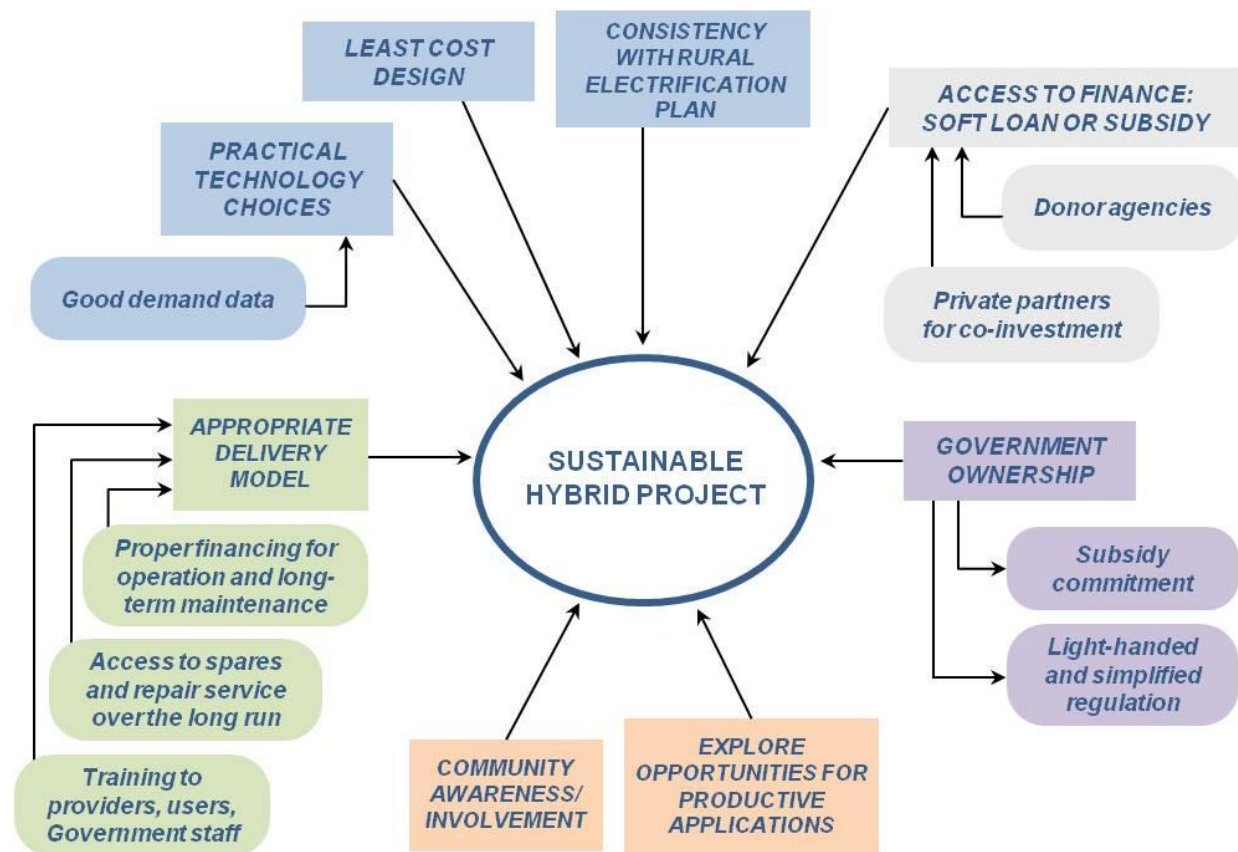 LEAST COST
DESIGN
CONSISTENCY
WITH RURAL
ELECTRIFICATION
PLAN
ACCESS TO FINANCE:
SOFT LOAN OR SUBSIDY
PRACTICAL
TECHNOLOGY
CHOICES
Donor agencies
Good demand data
Private partners
for co-investment
APPROPRIATE
DELIVERY
MODEL
SUSTAINABLE
HYBRID PROJECT
GOVERNMENT
OWNERSHIP
Proper financing for
operation and long-
term maintenance
Subsidy
commitment
Access to spares
and repair service
over the long run
Light-handed
and simplified
regulation
Training to
providers, users,
Government staff
COMMUNITY
AWARENESS/
INVOLVEMENT
EXPLORE
OPPORTUNITIES FOR
PRODUCTIVE
APPLICATIONS